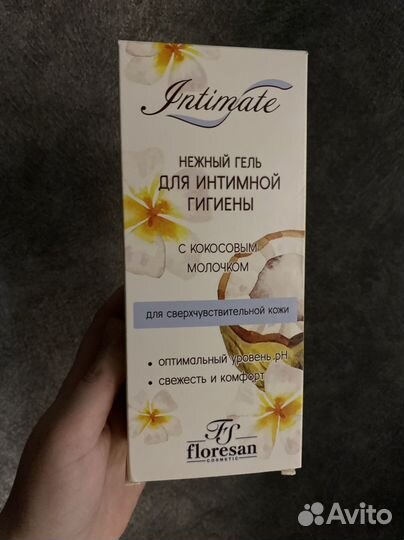 Intimate
НЕЖНЫЙ ГЕЛЬ
ДЛЯ ИНТИМНОЙ
ГИГИЕНЫ
С КОКОСОВЫМ
МОЛОЧКОМ
для сверхчувствительной кожи
• оптимальный уровень pH
• свежесть и комфорт
FS
floresan
COSMETIC
Avito